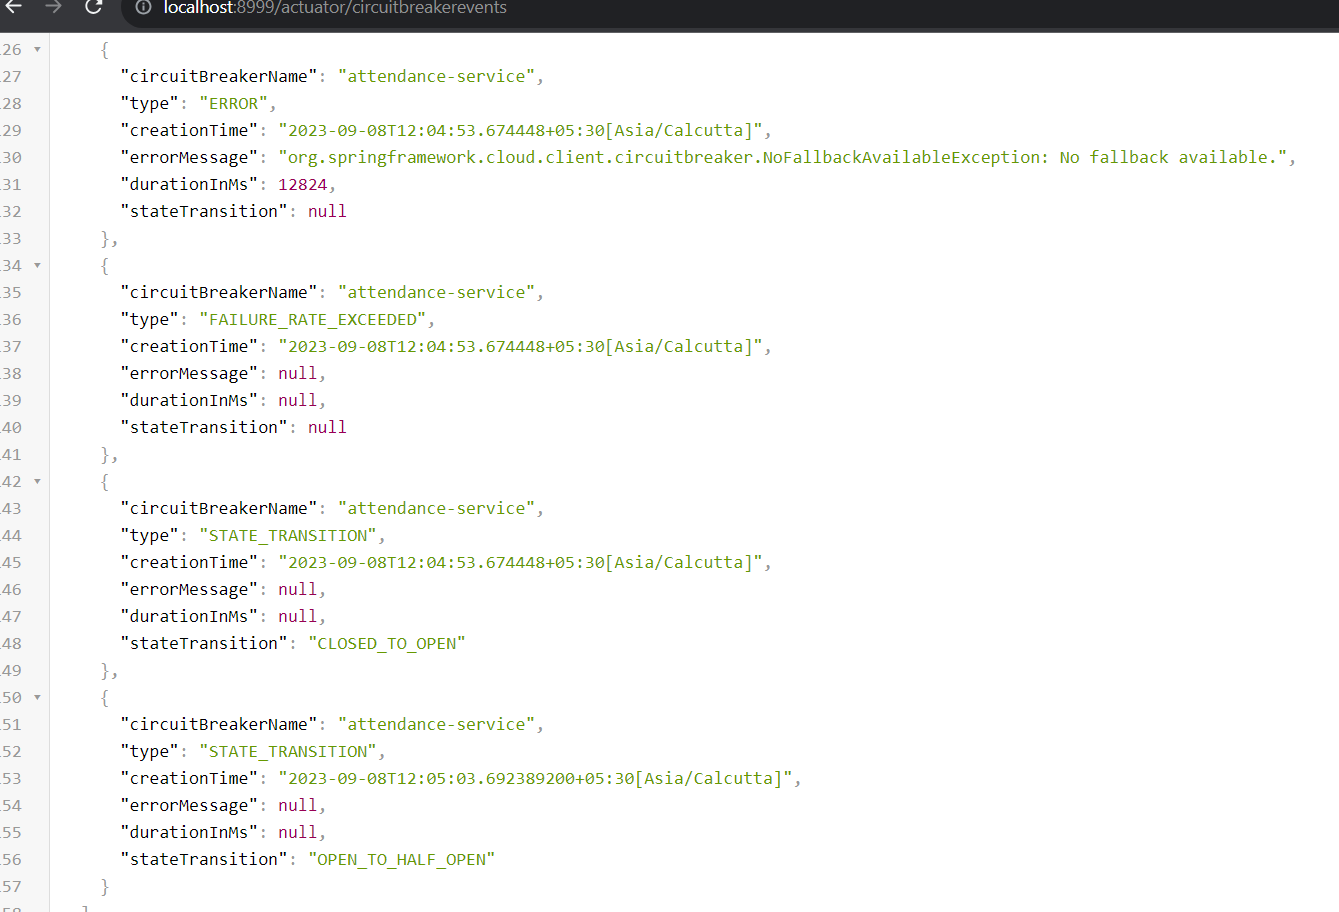 localhost:8999/actuator/circuitbreakerevents
26 {
27 "circuitBreakerName": "attendance-service",
28 "type": "ERROR",
29 "creationTime": "2023-09-08T12:04:53.674448+05:30[Asia/Calcutta]",
30 "errorMessage": "org.springframework.cloud.client.circuitbreaker.NoFallbackAvailableException: No fallback available.",
31 "durationInMs": 12824,
32 "stateTransition": null
33 },
34 {
35 "circuitBreakerName": "attendance-service",
36 "type": "FAILURE_RATE_EXCEEDED",
37 "creationTime": "2023-09-08T12:04:53.674448+05:30[Asia/Calcutta]",
38 "errorMessage": null,
39 "durationInMs": null,
40 "stateTransition": null
41 },
42 {
43 "circuitBreakerName": "attendance-service",
44 "type": "STATE_TRANSITION",
45 "creationTime": "2023-09-08T12:04:53.674448+05:30[Asia/Calcutta]",
46 "errorMessage": null,
47 "durationInMs": null,
48 "stateTransition": "CLOSED_TO_OPEN"
49 },
50 {
51 "circuitBreakerName": "attendance-service",
52 "type": "STATE_TRANSITION",
53 "creationTime": "2023-09-08T12:05:03.692389200+05:30[Asia/Calcutta]",
54 "errorMessage": null,
55 "durationInMs": null,
56 "stateTransition": "OPEN_TO_HALF_OPEN"
57 }